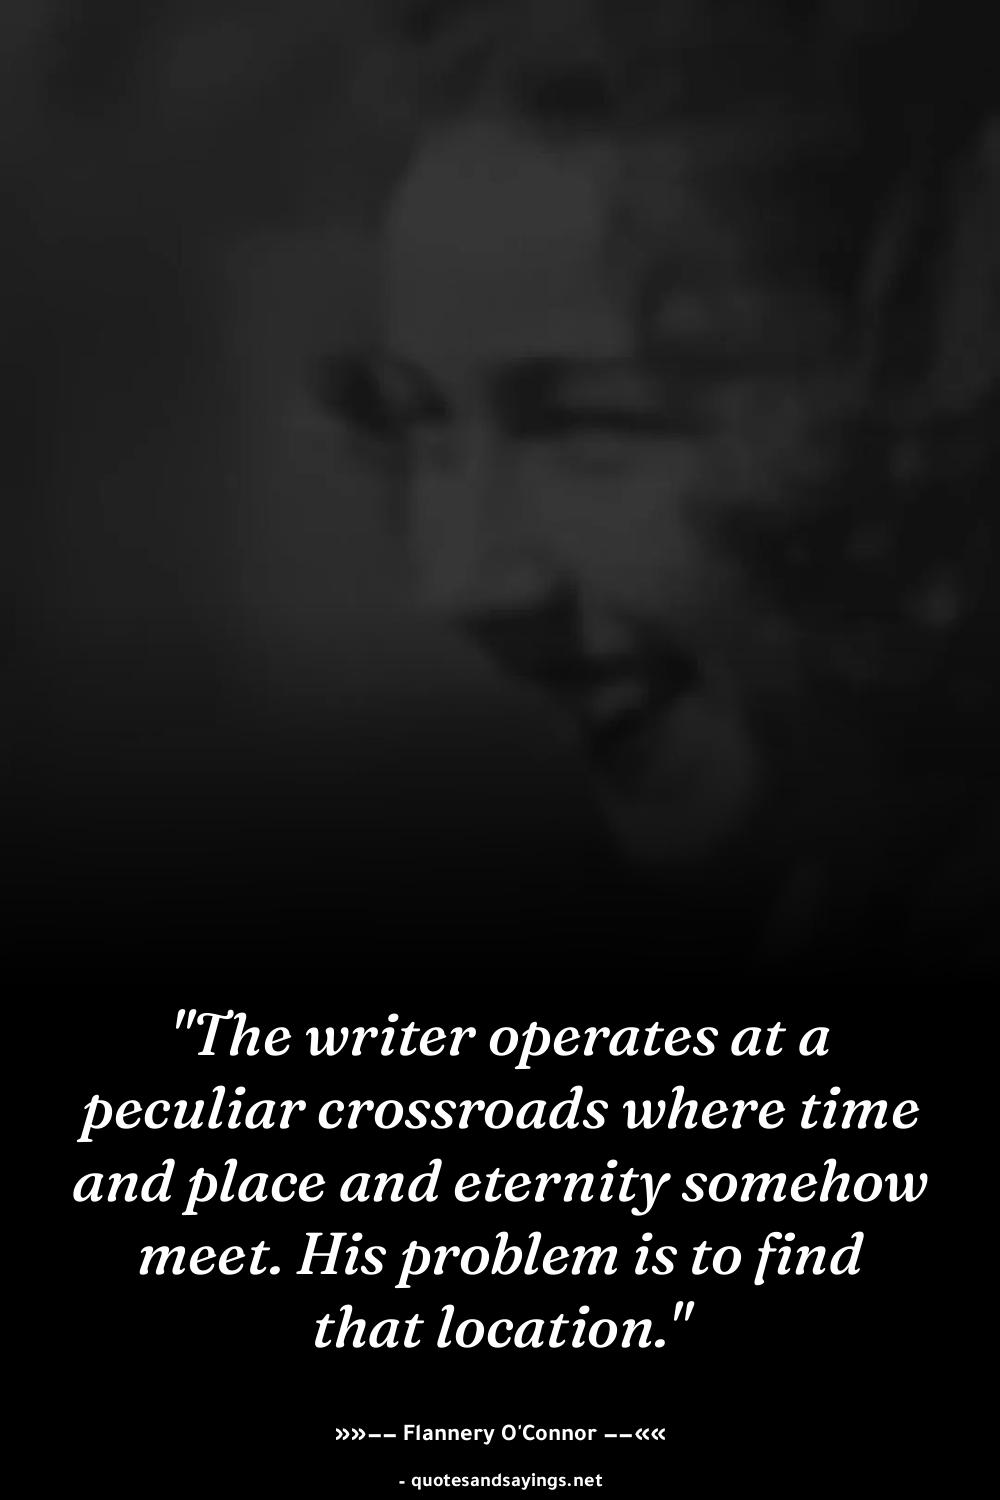 "The writer operates at a
peculiar crossroads where time
and place and eternity somehow
meet. His problem is to find
that location."
»»−− Flannery O'Connor −−««
- quotesandsayings.net